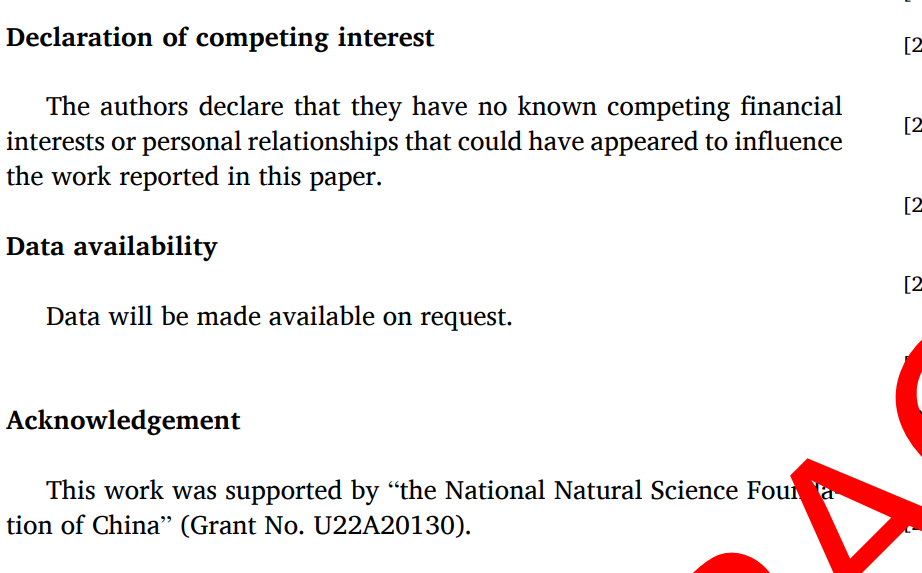 Declaration of competing interest
The authors declare that they have no known competing financial
interests or personal relationships that could have appeared to influence
the work reported in this paper.
Data availability
Data will be made available on request.
Acknowledgement
This work was supported by “the National Natural Science Founda-
tion of China” (Grant No. U22A20130).
[2
[2
[2
[2